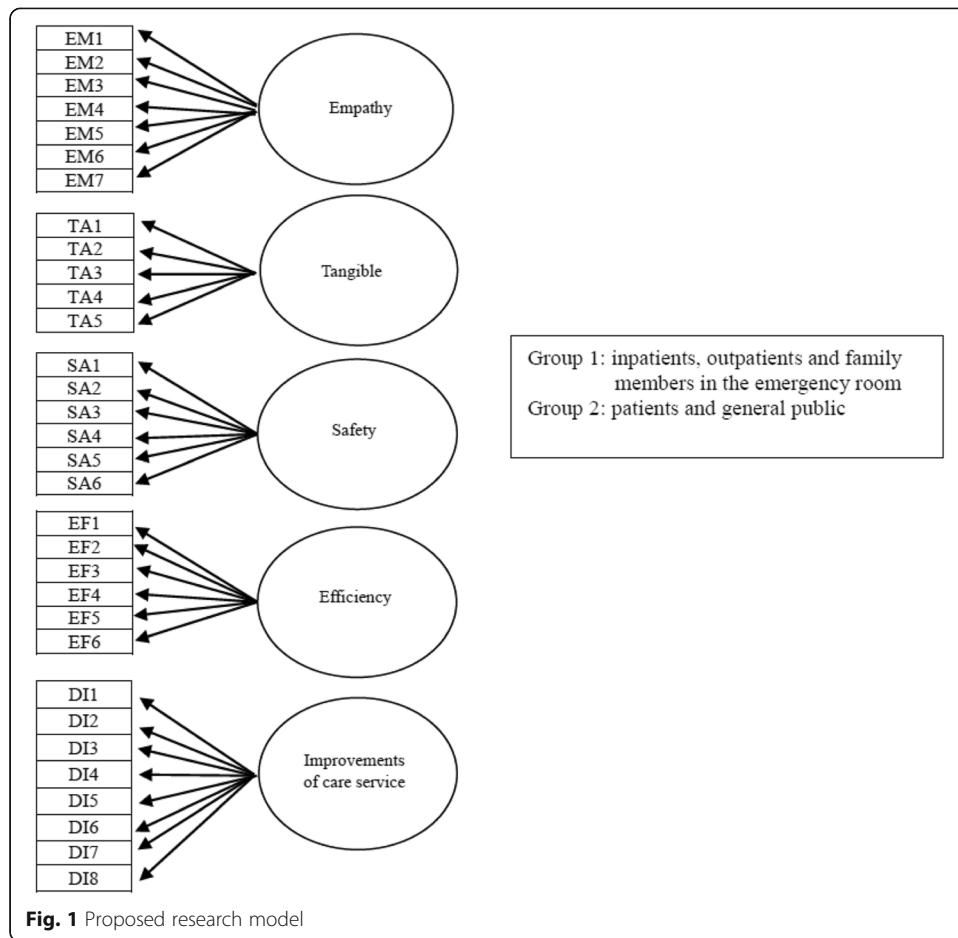 EM1
EM2
EM3
EM4
EM5
EM6
EM7
Empathy
TA1
TA2
TA3
TA4
TA5
Tangible
SA1
SA2
SA3
SA4
SA5
SA6
Safety
EF1
EF2
EF3
EF4
EF5
EF6
Efficiency
DI1
DI2
DI3
DI4
DI5
DI6
DI7
DI8
Improvements
of care service
Group 1: inpatients, outpatients and family
members in the emergency room
Group 2: patients and general public
Fig. 1 Proposed research model